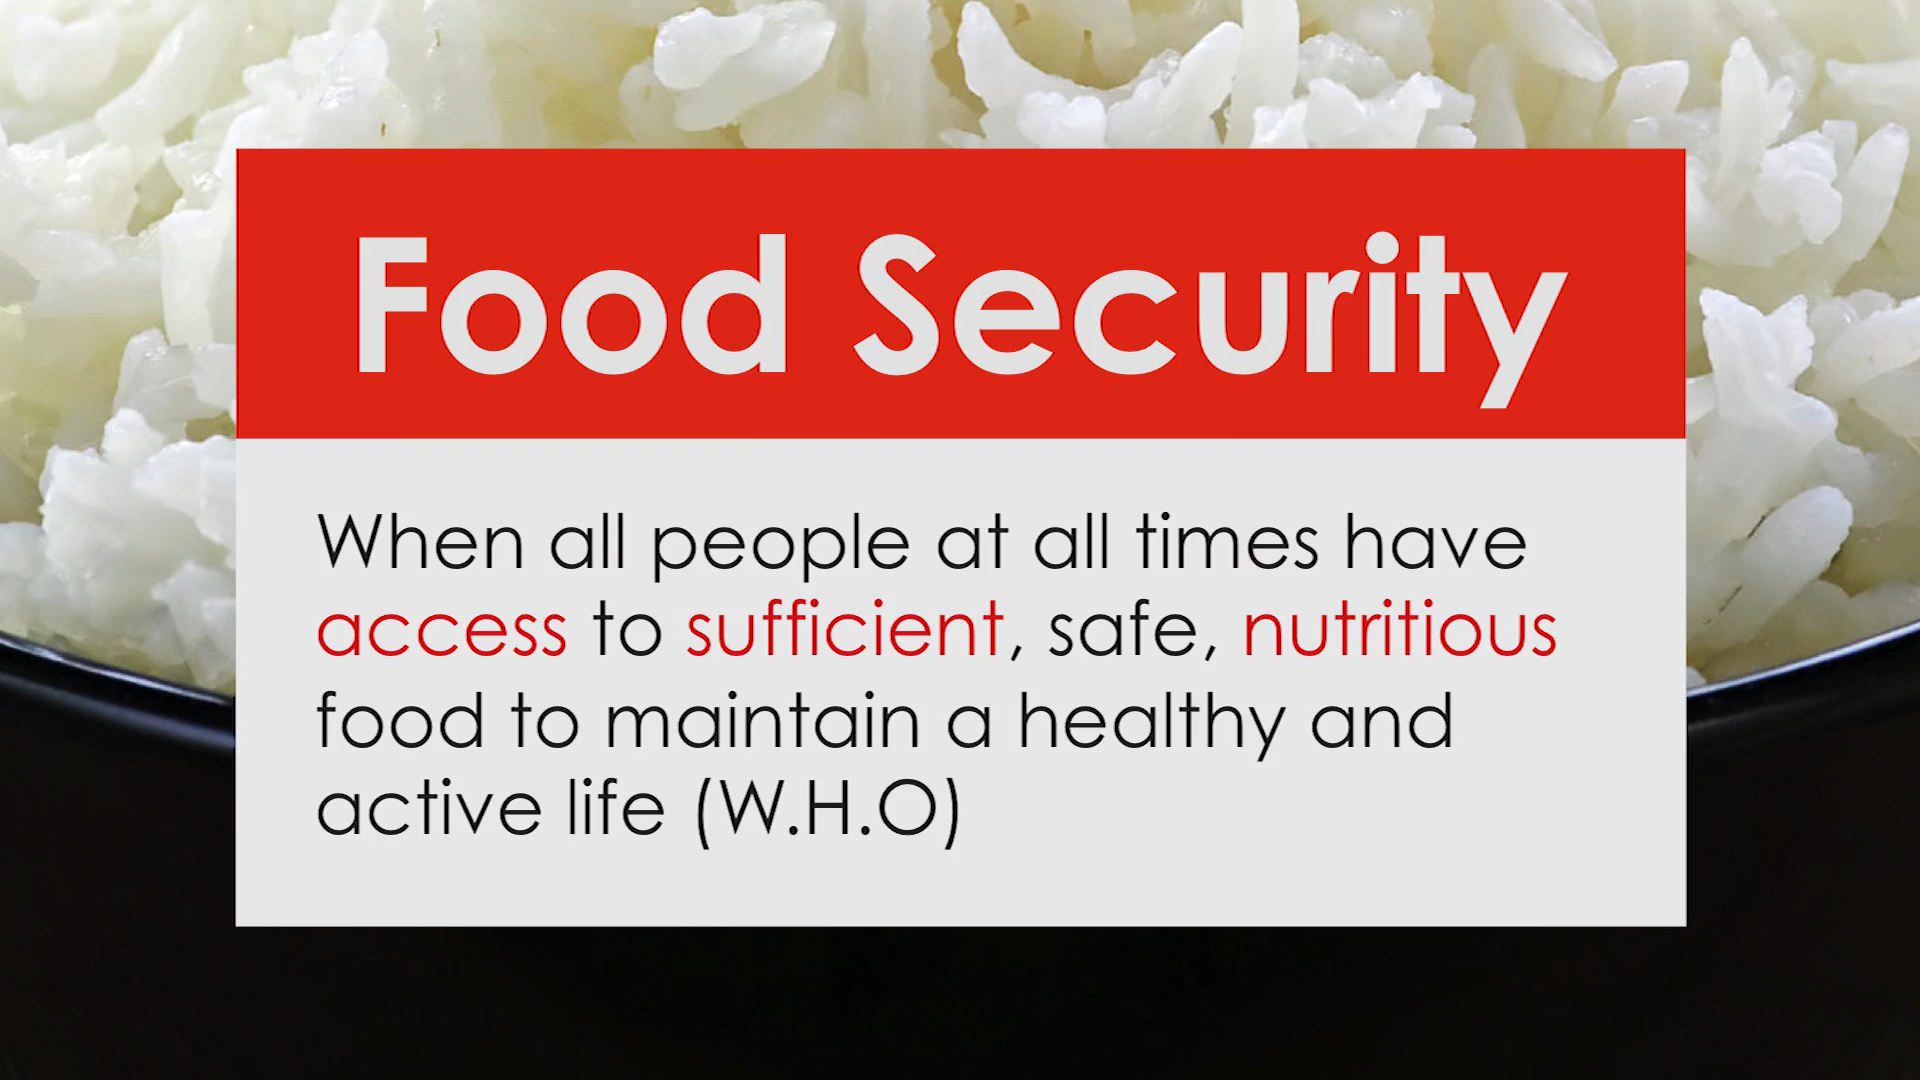 Food Security
When all people at all times have
access to sufficient, safe, nutritious
food to maintain a healthy and
active life (W.H.O)